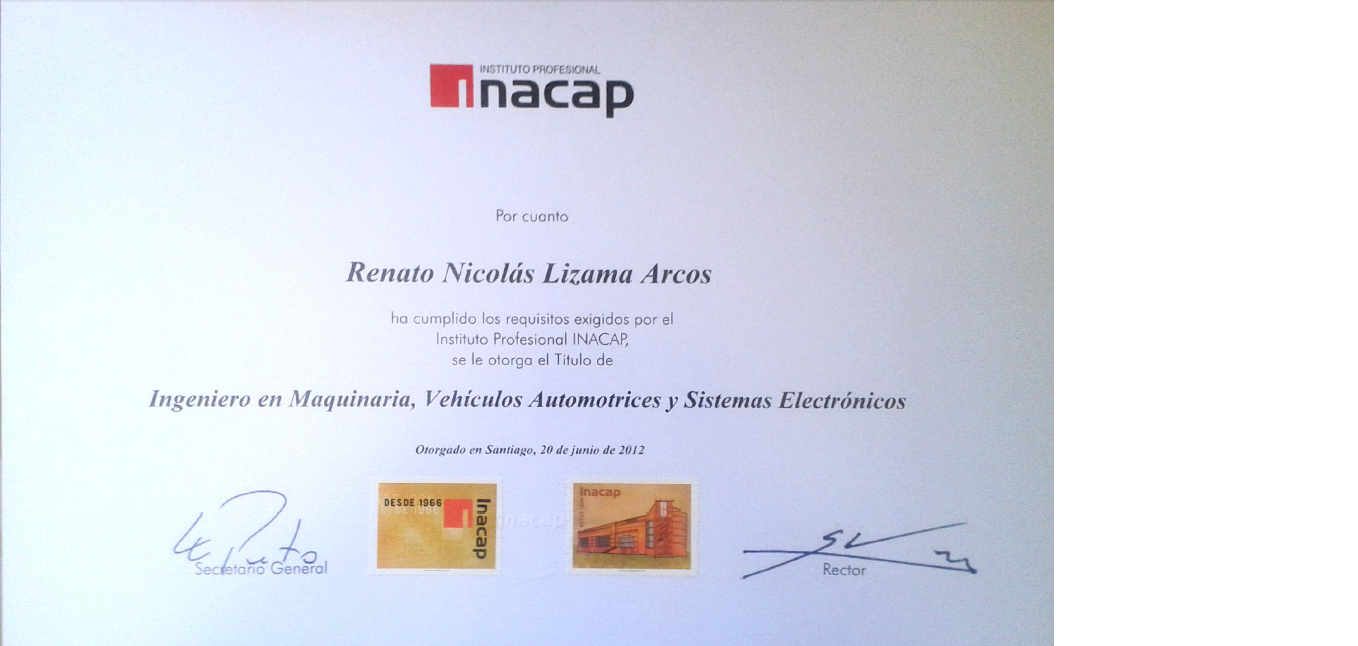 INSTITUTO PROFESIONAL
Inacap
Por cuanto
Renato Nicolás Lizama Arcos
ha cumplido los requisitos exigidos por el
Instituto Profesional INACAP,
se le otorga el Título de
Ingeniero en Maquinaria, Vehículos Automotrices y Sistemas Electrónicos
Otorgado en Santiago, 20 de junio de 2012
DESDE 1966
Inacap
Inacap
Inacap
Secretario General
Rector